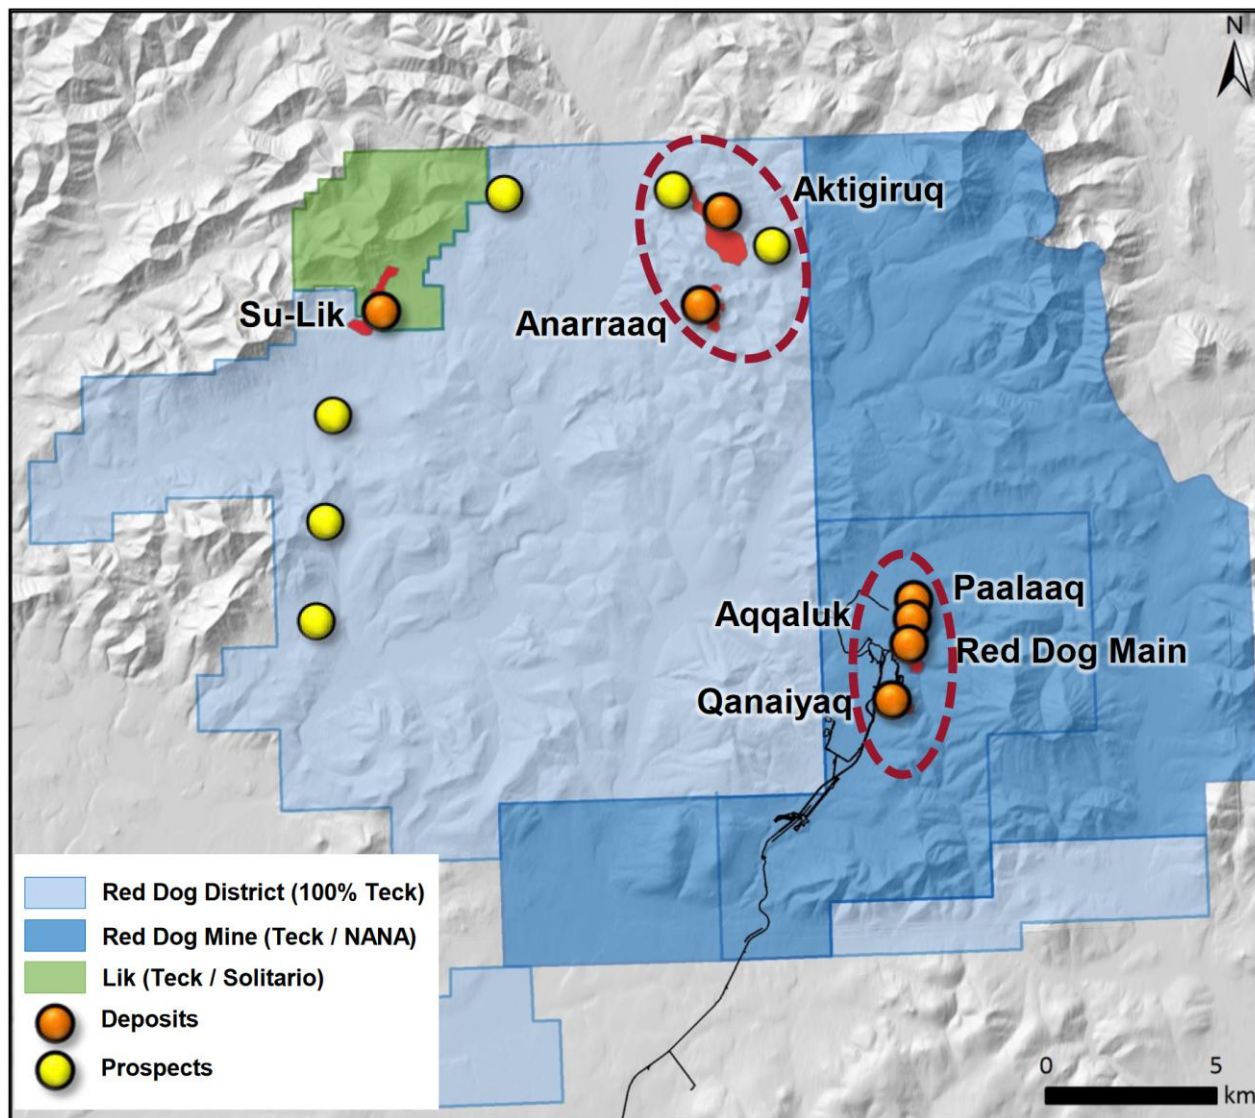 N
Aktigiruq
Su-Lik
Anarraaq
Paalaaq
Aqqaluk
Red Dog Main
Qanaiyaq
Red Dog District (100% Teck)
Red Dog Mine (Teck / NANA)
Lik (Teck / Solitario)
Deposits
Prospects
0 5
km